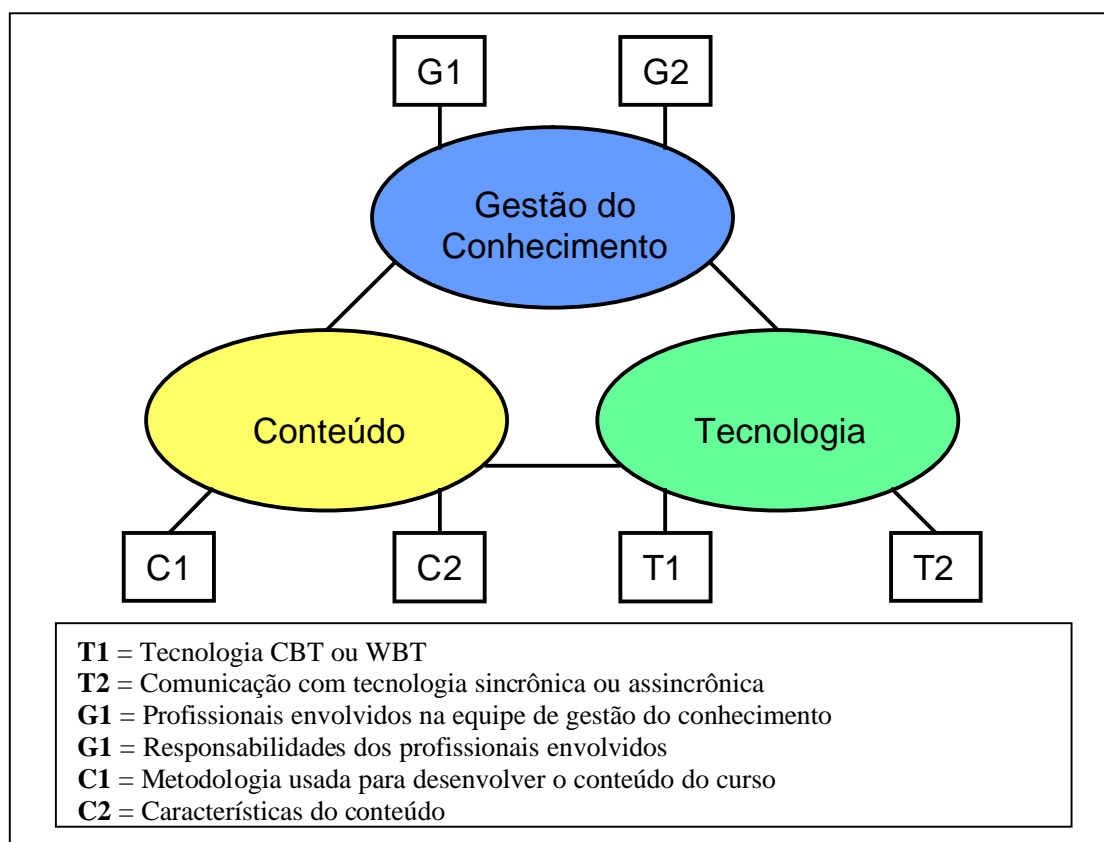 G1
G2
Gestão do
Conhecimento
Conteúdo
Tecnologia
C1
C2
T1
T2
T1 = Tecnologia CBT ou WBT
T2 = Comunicação com tecnologia sincrônica ou assincrônica
G1 = Profissionais envolvidos na equipe de gestão do conhecimento
G1 = Responsabilidades dos profissionais envolvidos
C1 = Metodologia usada para desenvolver o conteúdo do curso
C2 = Características do conteúdo